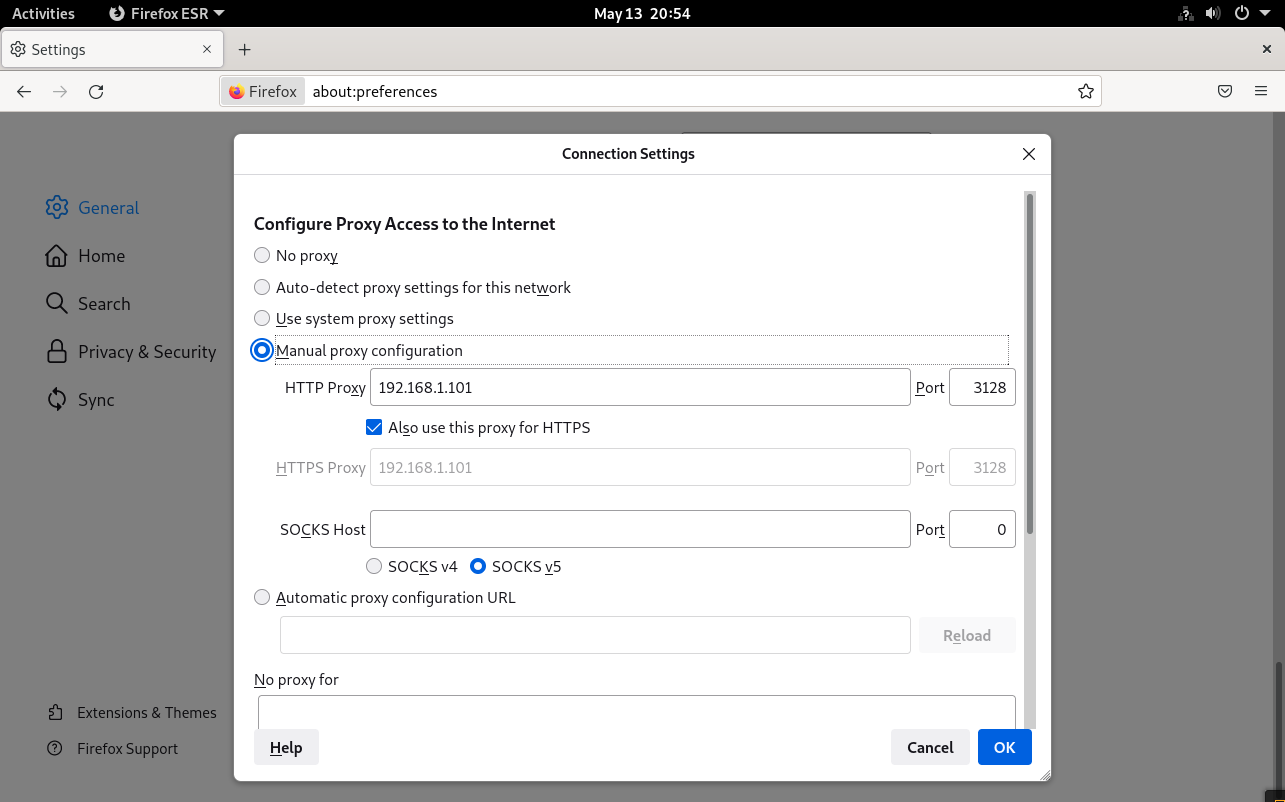 Activities Firefox ESR May 13 20:54
Settings
Firefox about:preferences
Connection Settings
General
Home
Search
Privacy & Security
Sync
Extensions & Themes
Firefox Support
Configure Proxy Access to the Internet
No proxy
Auto-detect proxy settings for this network
Use system proxy settings
Manual proxy configuration
HTTP Proxy 192.168.1.101 Port 3128
Also use this proxy for HTTPS
HTTPS Proxy 192.168.1.101 Port 3128
SOCKS Host Port 0
SOCKS v4 SOCKS v5
Automatic proxy configuration URL
Reload
No proxy for
Help Cancel OK